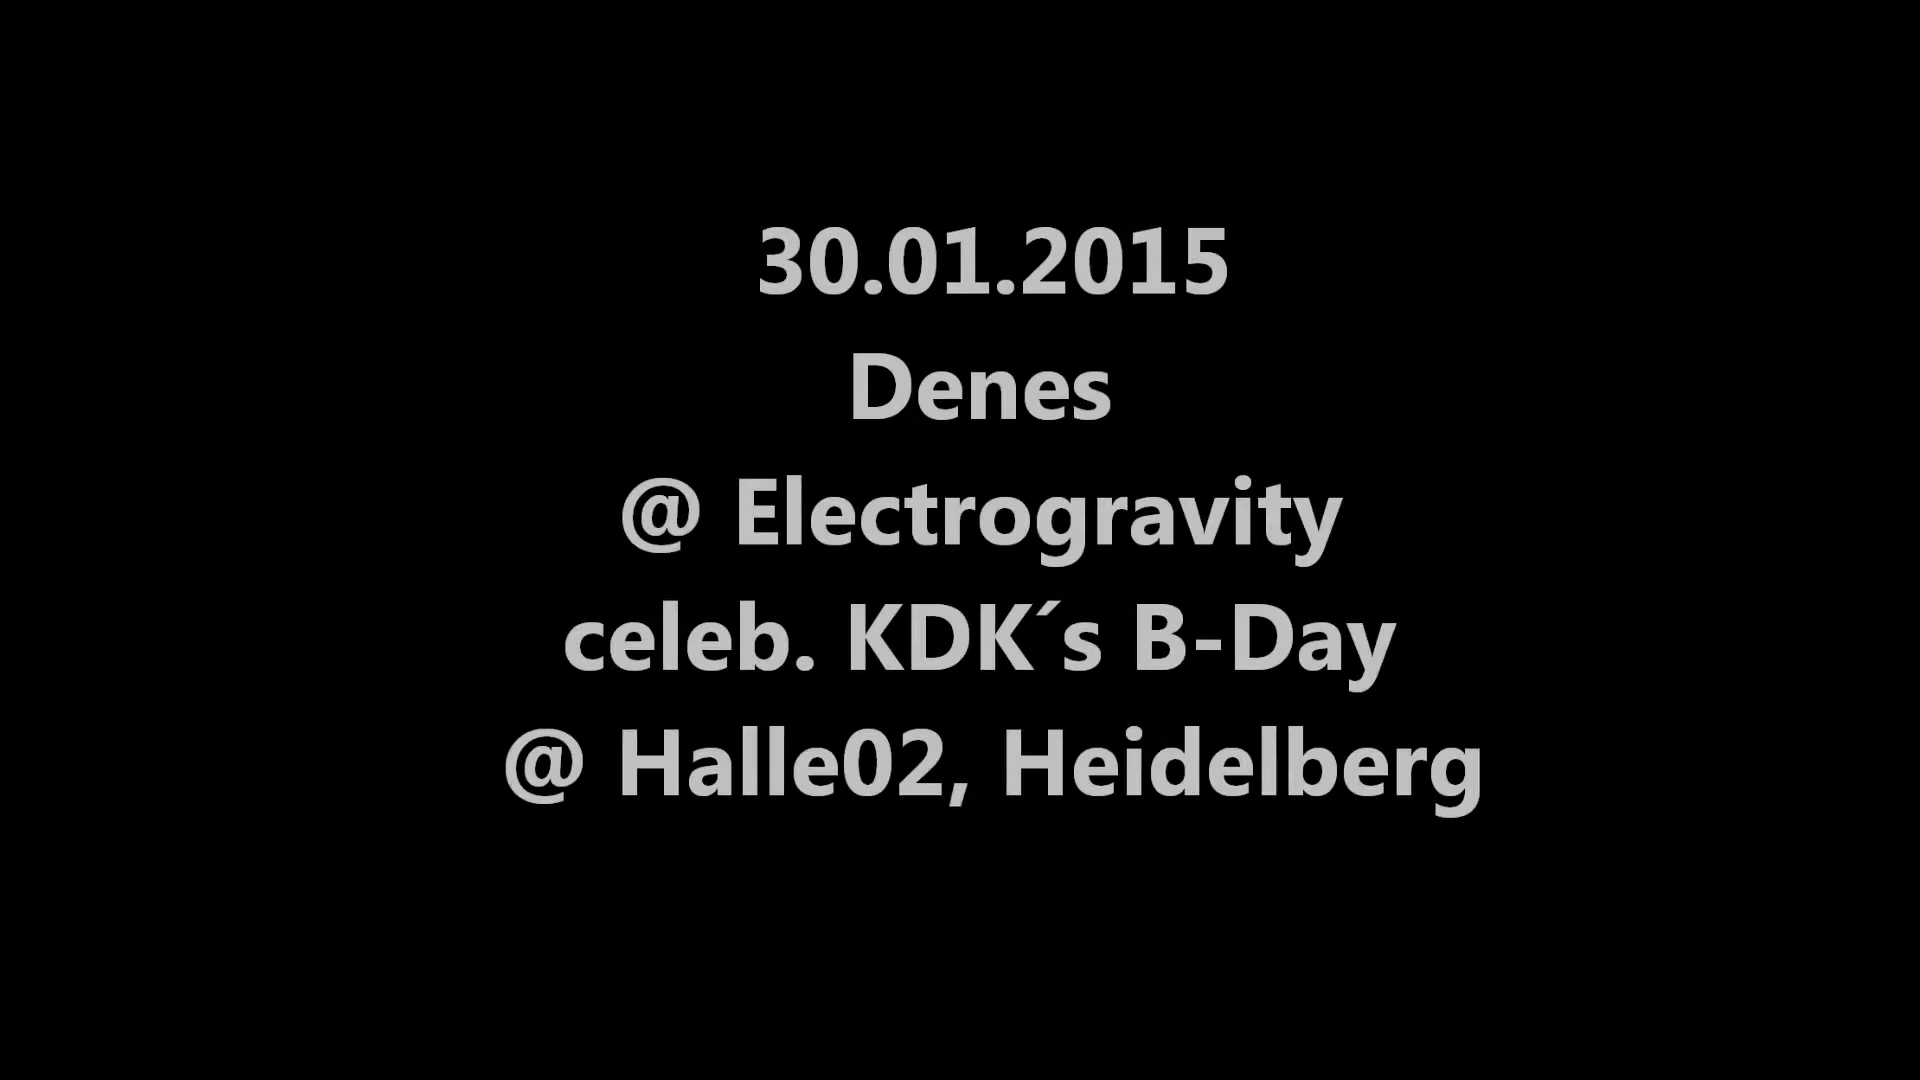 30.01.2015
Denes
@ Electrogravity
celeb. KDK´s B-Day
@ Halle02, Heidelberg